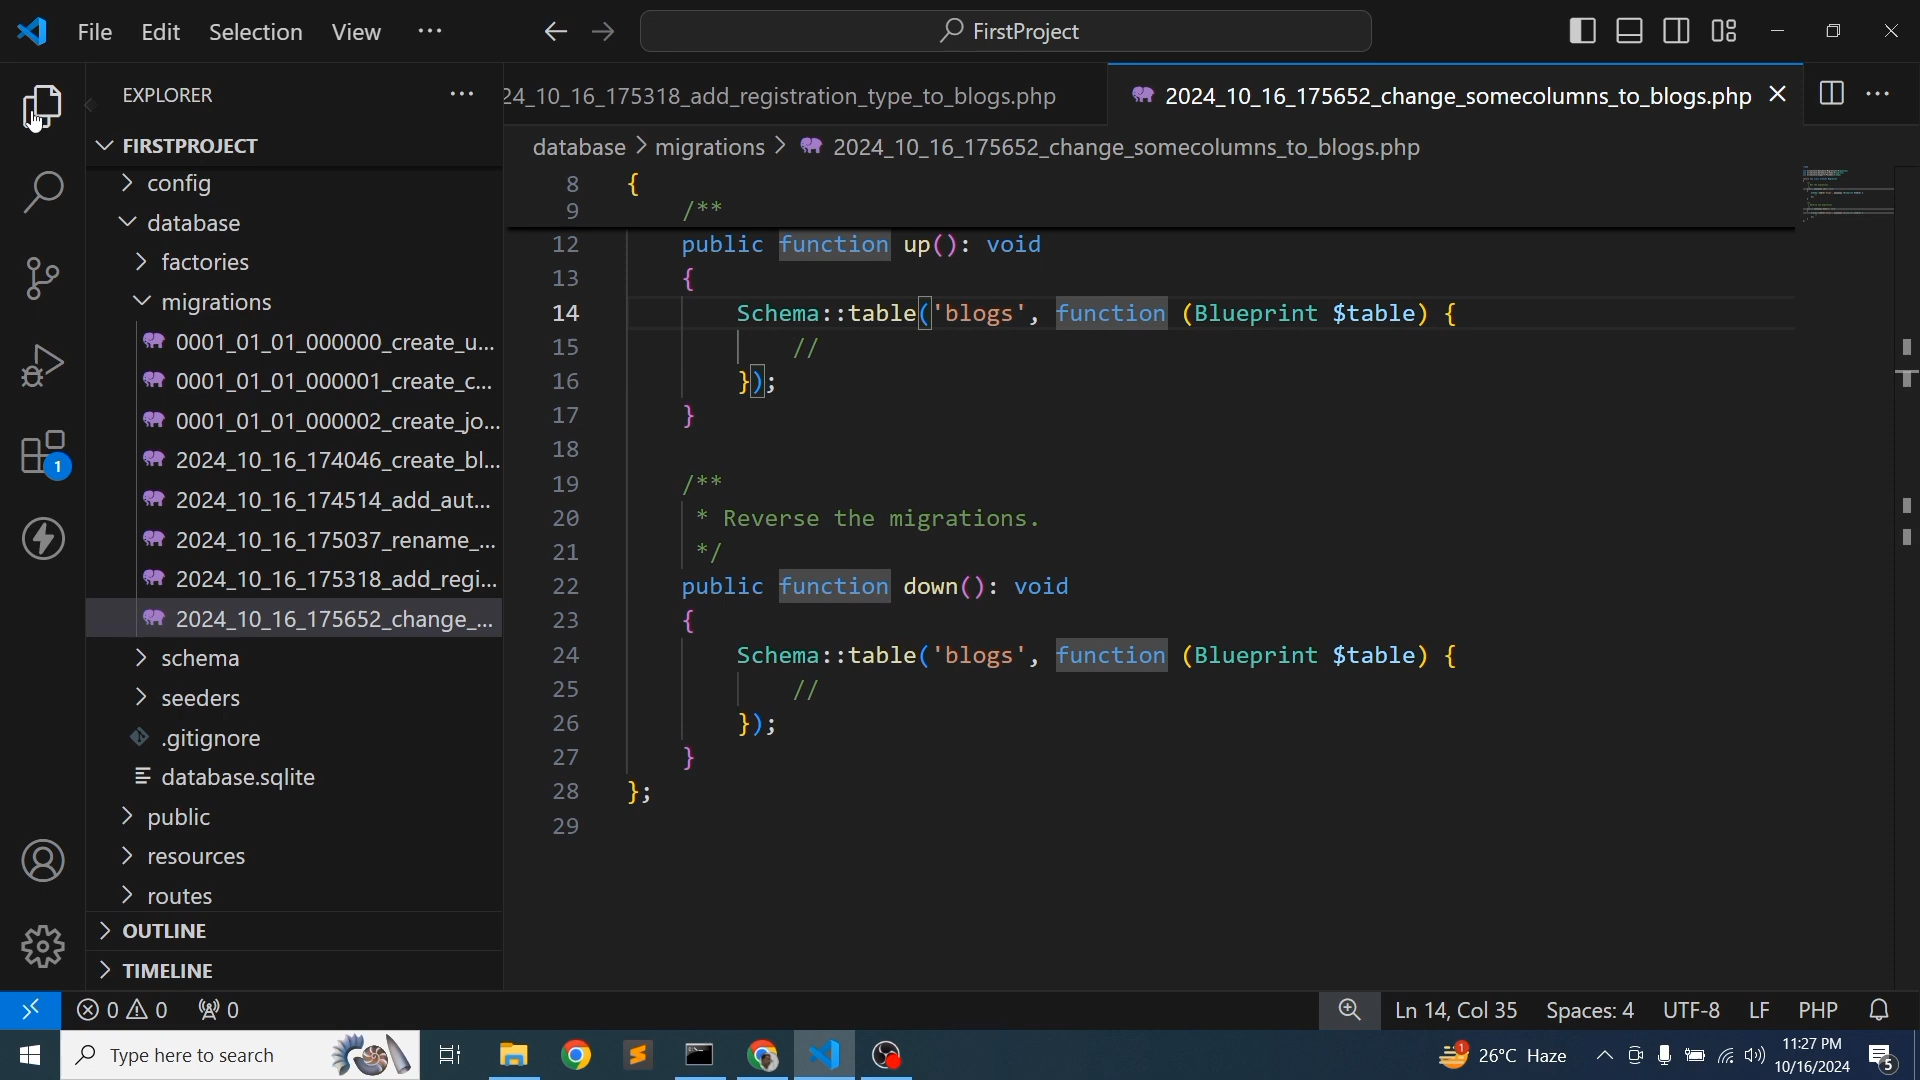 File Edit Selection View ···
FirstProject
EXPLORER ···
24_10_16_175318_add_registration_type_to_blogs.php
2024_10_16_175652_change_somecolumns_to_blogs.php
FIRSTPROJECT
database > migrations > 2024_10_16_175652_change_somecolumns_to_blogs.php
config
database
factories
migrations
0001_01_01_000000_create_u...
0001_01_01_000001_create_c...
0001_01_01_000002_create_jo...
2024_10_16_174046_create_bl...
2024_10_16_174514_add_aut...
2024_10_16_175037_rename_...
2024_10_16_175318_add_regi...
2024_10_16_175652_change_...
schema
seeders
.gitignore
database.sqlite
public
resources
routes
OUTLINE
TIMELINE
1
8 {
9 /**
12 public function up(): void
13 {
14 Schema::table('blogs', function (Blueprint $table) {
15 //
16 });
17 }
18
19 /**
20 * Reverse the migrations.
21 */
22 public function down(): void
23 {
24 Schema::table('blogs', function (Blueprint $table) {
25 //
26 });
27 }
28 };
29
0 0 0
Ln 14, Col 35 Spaces: 4 UTF-8 LF PHP
Type here to search
1 26°C Haze
11:27 PM
10/16/2024
5